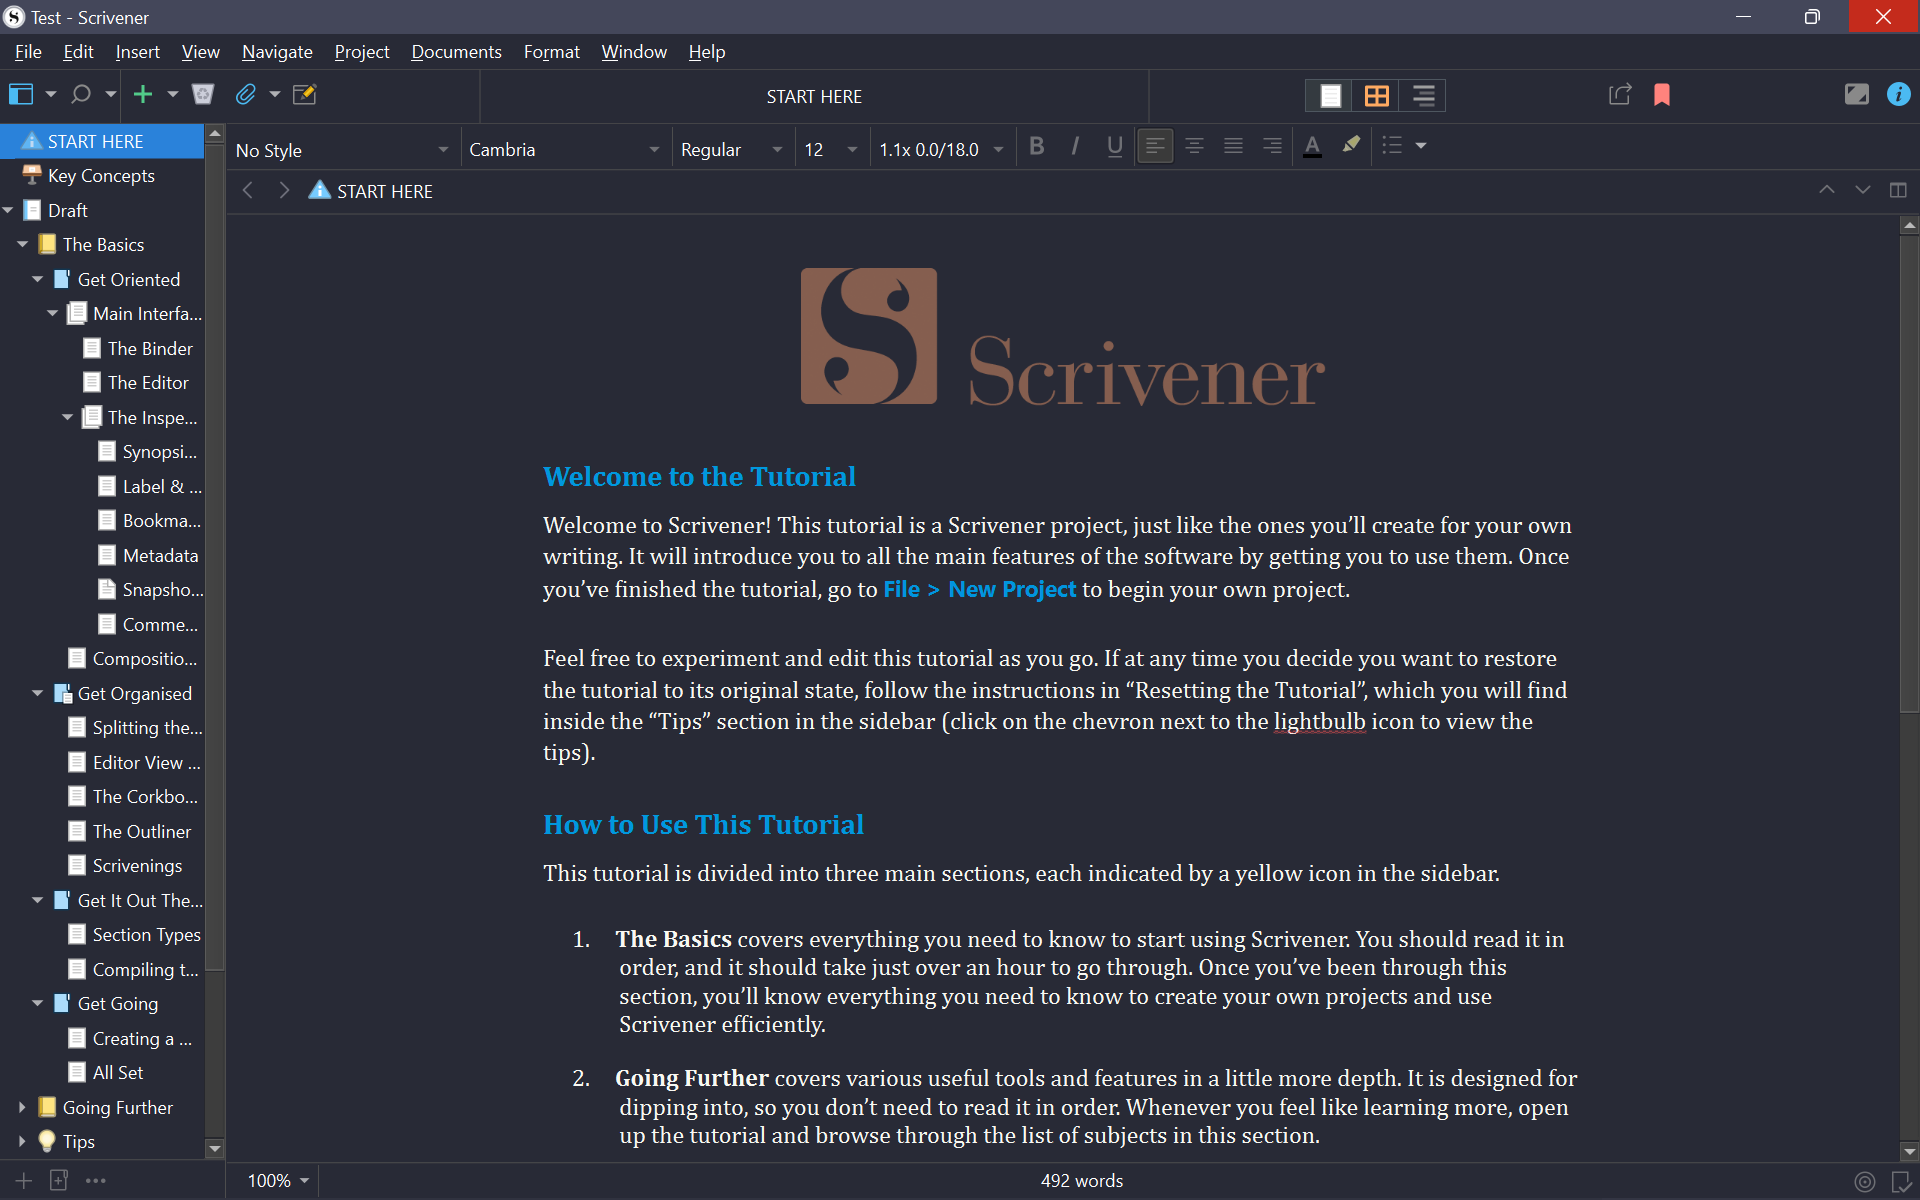 Test - Scrivener
File Edit Insert View Navigate Project Documents Format Window Help
START HERE
START HERE
Key Concepts
Draft
The Basics
Get Oriented
Main Interfa...
The Binder
The Editor
The Inspe...
Synopsi...
Label & ...
Bookma...
Metadata
Snapsho...
Comme...
Compositio...
Get Organised
Splitting the...
Editor View ...
The Corkbo...
The Outliner
Scrivenings
Get It Out The...
Section Types
Compiling t...
Get Going
Creating a ...
All Set
Going Further
Tips
No Style Cambria Regular 12 1.1x 0.0/18.0 B I U A
START HERE
Scrivener
Welcome to the Tutorial
Welcome to Scrivener! This tutorial is a Scrivener project, just like the ones you’ll create for your own
writing. It will introduce you to all the main features of the software by getting you to use them. Once
you’ve finished the tutorial, go to File > New Project to begin your own project.
Feel free to experiment and edit this tutorial as you go. If at any time you decide you want to restore
the tutorial to its original state, follow the instructions in “Resetting the Tutorial”, which you will find
inside the “Tips” section in the sidebar (click on the chevron next to the lightbulb icon to view the
tips).
How to Use This Tutorial
This tutorial is divided into three main sections, each indicated by a yellow icon in the sidebar.
1. The Basics covers everything you need to know to start using Scrivener. You should read it in
order, and it should take just over an hour to go through. Once you’ve been through this
section, you’ll know everything you need to know to create your own projects and use
Scrivener efficiently.
2. Going Further covers various useful tools and features in a little more depth. It is designed for
dipping into, so you don’t need to read it in order. Whenever you feel like learning more, open
up the tutorial and browse through the list of subjects in this section.
100% 492 words